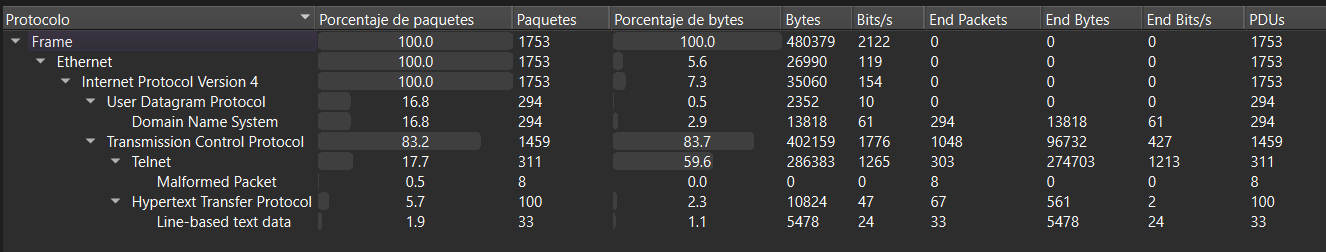 Protocolo Porcentaje de paquetes Paquetes Porcentaje de bytes Bytes Bits/s End Packets End Bytes End Bits/s PDUs
Frame 100.0 1753 100.0 480379 2122 0 0 0 1753
Ethernet 100.0 1753 5.6 26990 119 0 0 0 1753
Internet Protocol Version 4 100.0 1753 7.3 35060 154 0 0 0 1753
User Datagram Protocol 16.8 294 0.5 2352 10 0 0 0 294
Domain Name System 16.8 294 2.9 13818 61 294 13818 61 294
Transmission Control Protocol 83.2 1459 83.7 402159 1776 1048 96732 427 1459
Telnet 17.7 311 59.6 286383 1265 303 274703 1213 311
Malformed Packet 0.5 8 0.0 0 0 8 0 0 8
Hypertext Transfer Protocol 5.7 100 2.3 10824 47 67 561 2 100
Line-based text data 1.9 33 1.1 5478 24 33 5478 24 33